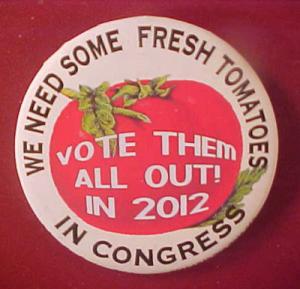 WE NEED SOME FRESH TOMATOES
IN CONGRESS
VOTE THEM
ALL OUT!
IN 2012